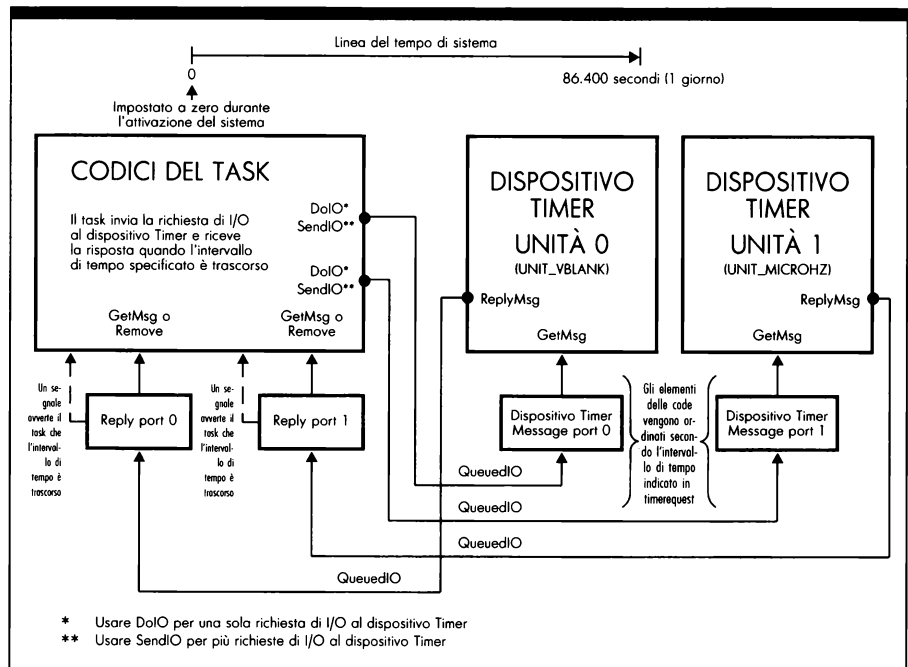 Linea del tempo di sistema
0
86.400 secondi (1 giorno)
Impostato a zero durante
l'attivazione del sistema
CODICI DEL TASK
Il task invia la richiesta di I/O
al dispositivo Timer e riceve
la risposta quando l'intervallo
di tempo specificato è trascorso
DoIO*
SendIO**
DoIO*
SendIO**
GetMsg o
Remove
GetMsg o
Remove
DISPOSITIVO
TIMER
UNITÀ 0
(UNIT_VBLANK)
ReplyMsg
GetMsg
DISPOSITIVO
TIMER
UNITÀ 1
(UNIT_MICROHZ)
ReplyMsg
GetMsg
Un se-
gnale
avverte il
task che
l'interval-
lo di
tempo è
trascorso
Reply port 0
Un se-
gnale
avverte il
task che
l'interval-
lo di
tempo è
trascorso
Reply port 1
Dispositivo Timer
Message port 0
Gli elementi
delle code
vengono or-
dinati secon-
do l'interval-
lo di tempo
indicato in
timerequest
Dispositivo Timer
Message port 1
QueuedIO
QueuedIO
QueuedIO
QueuedIO
* Usare DoIO per una sola richiesta di I/O al dispositivo Timer
** Usare SendIO per più richieste di I/O al dispositivo Timer